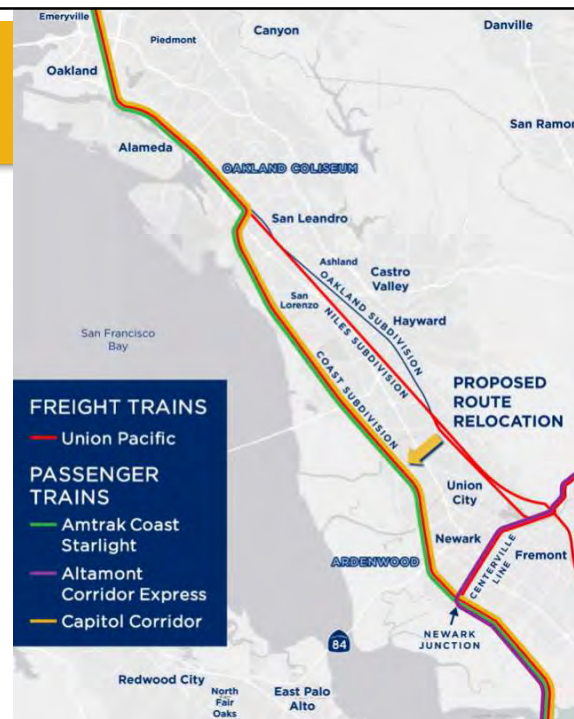 Emeryville
Piedmont
Canyon
Danville
Oakland
San Ramon
Alameda
OAKLAND COLISEUM
San Leandro
Ashland
Castro
Valley
OAKLAND SUBDIVISION
San
Lorenzo
NILES SUBDIVISION
Hayward
San Francisco
Bay
COAST SUBDIVISION
PROPOSED
ROUTE
RELOCATION
FREIGHT TRAINS
Union Pacific
PASSENGER
TRAINS
Amtrak Coast
Starlight
Altamont
Corridor Express
Capitol Corridor
Union
City
Newark
ARDENWOOD
CENTERVILLE
LINE
Fremont
NEWARK
JUNCTION
84
Redwood City
North
Fair
Oaks
East Palo
Alto